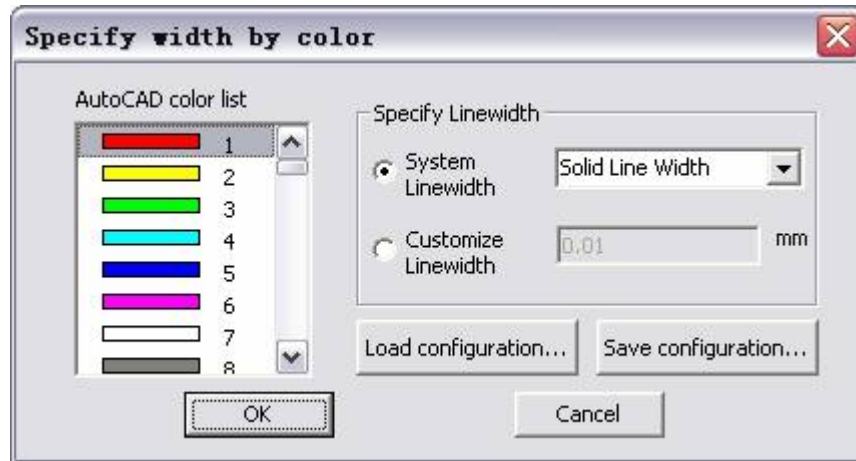 Specify width by color
AutoCAD color list
1
2
3
4
5
6
7
8
Specify Linewidth
System
Linewidth
Solid Line Width
Customize
Linewidth
0.01
mm
Load configuration...
Save configuration...
OK
Cancel